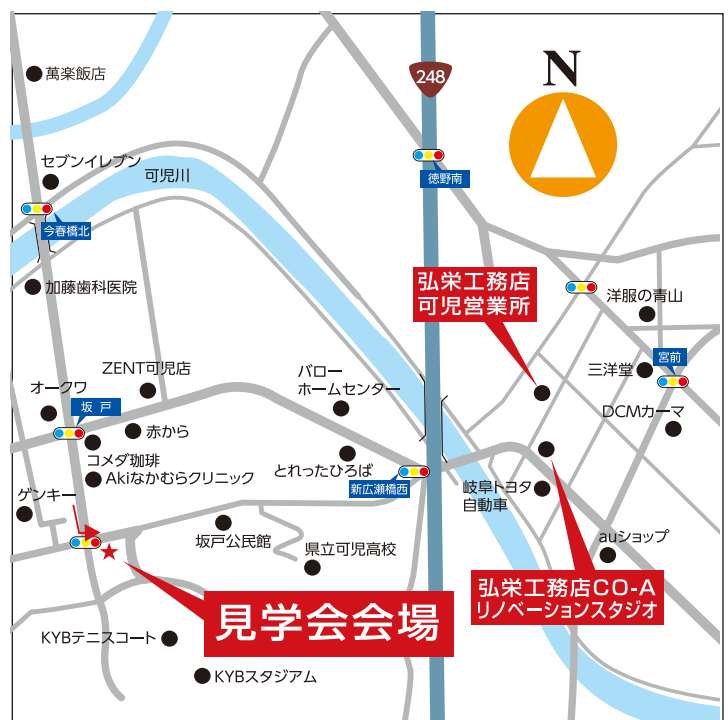 萬楽飯店
248
N
徳野南
セブンイレブン
可児川
今春橋北
加藤歯科医院
弘栄工務店
可児営業所
洋服の青山
宮前
三洋堂
DCMカーマ
ZENT可児店
オークワ
坂戸
赤から
バロー
ホームセンター
コメダ珈琲
Akiなかむらクリニック
とれったひろば
新広瀬橋西
岐阜トヨタ
自動車
ゲンキー
坂戸公民館
県立可児高校
auショップ
弘栄工務店CO-A
リノベーションスタジオ
見学会会場
KYBテニスコート
KYBスタジアム